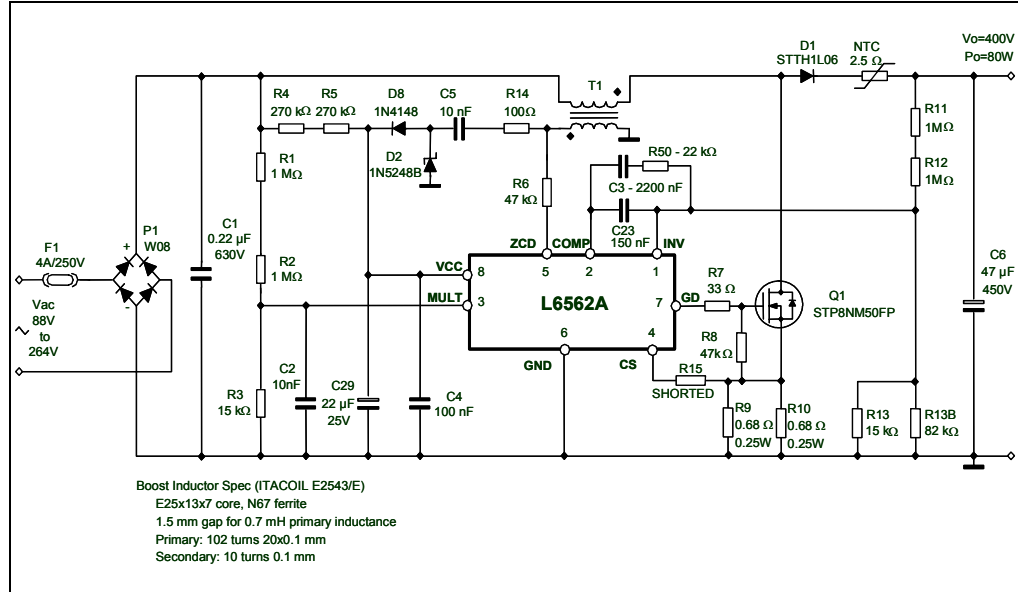 Vo=400V
Po=80W
D1
STTH1L06
NTC
2.5 Ω
T1
R4
270 kΩ
R5
270 kΩ
D8
1N4148
C5
10 nF
R14
100Ω
R11
1MΩ
R12
1MΩ
R1
1 MΩ
D2
1N5248B
R6
47 kΩ
R50 - 22 kΩ
C3 - 2200 nF
C23
150 nF
P1
W08
+
-
C1
0.22 µF
630V
F1
4A/250V
R2
1 MΩ
ZCD
COMP
INV
5
2
1
VCC
8
MULT
3
L6562A
7
GD
6
GND
4
CS
R7
33 Ω
Q1
STP8NM50FP
C6
47 µF
450V
Vac
88V
to
264V
R8
47kΩ
R15
SHORTED
R3
15 kΩ
C2
10nF
C29
22 µF
25V
C4
100 nF
R9
0.68 Ω
0.25W
R10
0.68 Ω
0.25W
R13
15 kΩ
R13B
82 kΩ
Boost Inductor Spec (ITACOIL E2543/E)
E25x13x7 core, N67 ferrite
1.5 mm gap for 0.7 mH primary inductance
Primary: 102 turns 20x0.1 mm
Secondary: 10 turns 0.1 mm